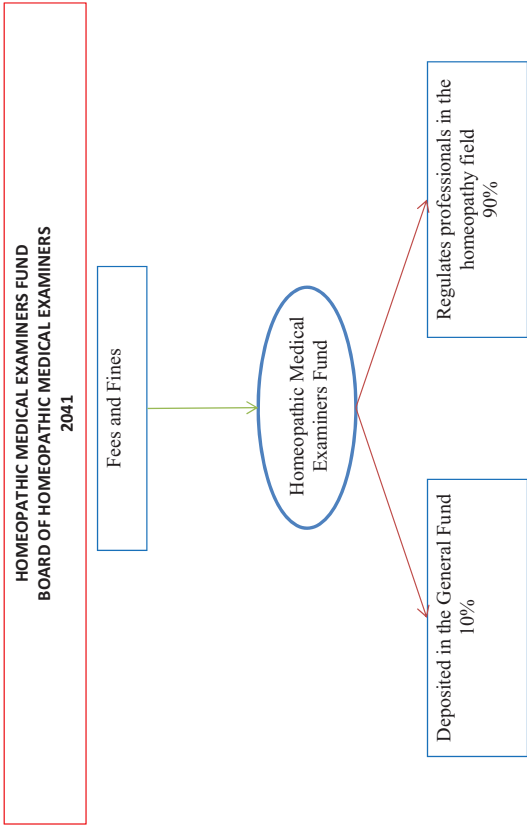 HOMEOPATHIC MEDICAL EXAMINERS FUND
BOARD OF HOMEOPATHIC MEDICAL EXAMINERS
2041
Fees and Fines
Homeopathic Medical
Examiners Fund
Deposited in the General Fund
10%
Regulates professionals in the
homeopathy field
90%